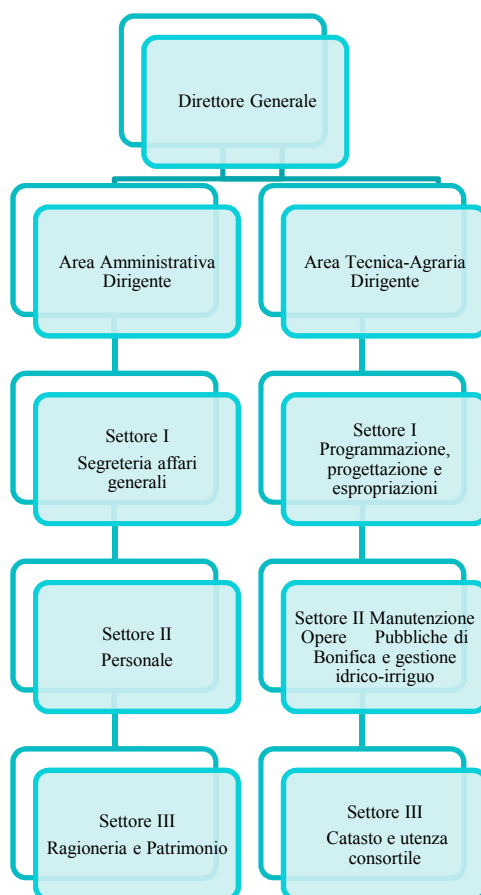 Direttore Generale
Area Amministrativa
Dirigente
Area Tecnica-Agraria
Dirigente
Settore I
Segreteria affari
generali
Settore I
Programmazione,
progettazione e
espropriazioni
Settore II
Personale
Settore II Manutenzione
Opere Pubbliche di
Bonifica e gestione
idrico-irriguo
Settore III
Ragioneria e Patrimonio
Settore III
Catasto e utenza
consortile